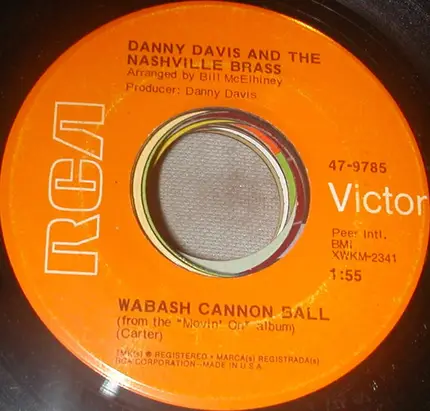 DANNY DAVIS AND THE
NASHVILLE BRASS
Arranged by Bill McElhiney
Producer: Danny Davis
RCA
47-9785
Victor
Peer Intl.
BMI
XWKM-2341
1:55
WABASH CANNON BALL
(from the "Movin' On" album)
(Carter)
TMK(s) ® REGISTERED • MARCA(s) REGISTRADA(s)
RCA CORPORATION—MADE IN U.S.A.